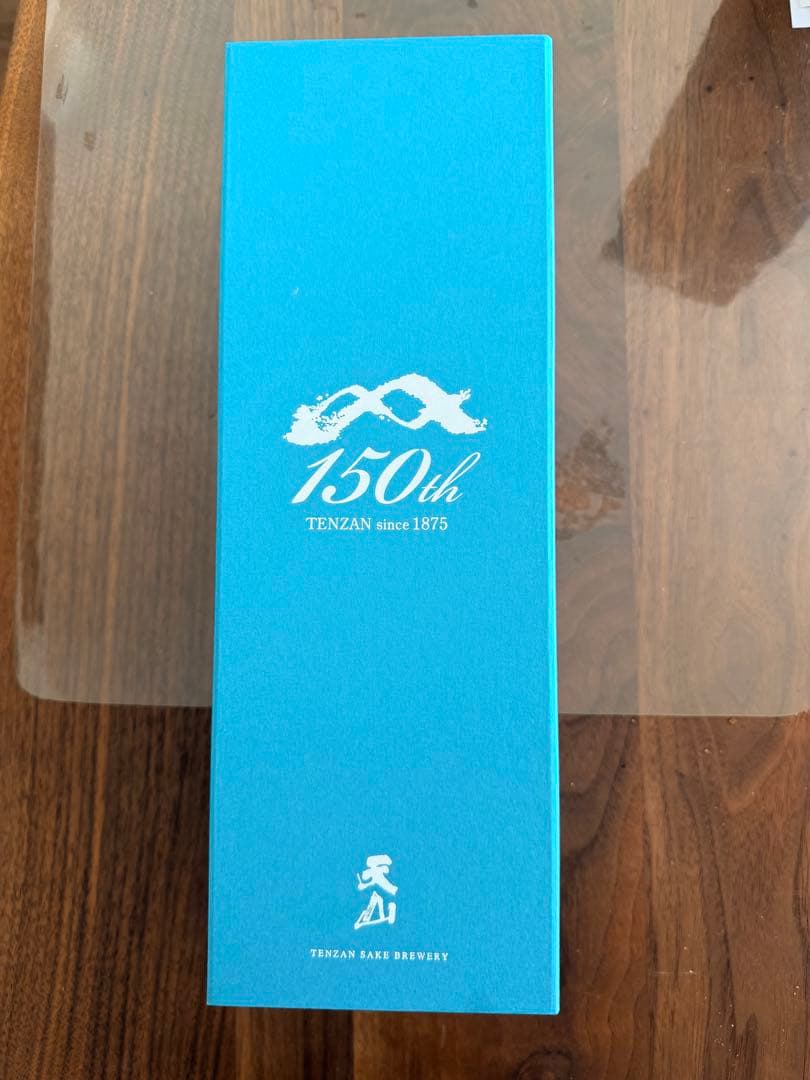 150th
TENZAN since 1875
天山
TENZAN SAKE BREWERY